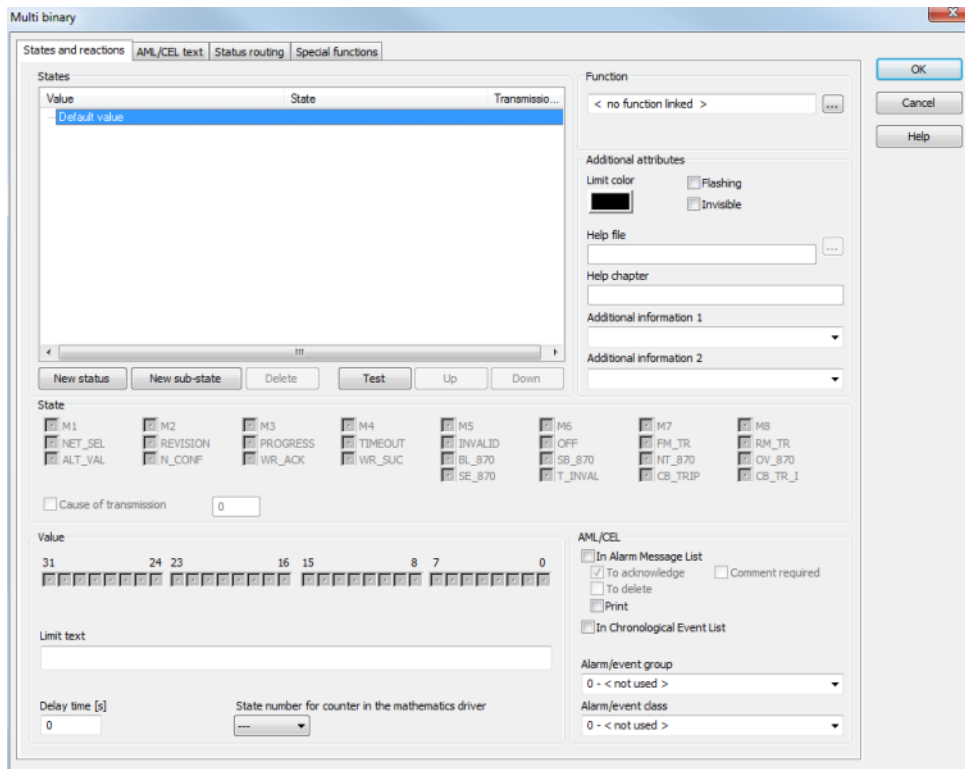 Multi binary
States and reactions AML/CEL text Status routing Special functions
States
Value State Transmissio...
Default value
New status New sub-state Delete Test Up Down
Function
< no function linked > ...
Additional attributes
Limit color
Flashing
Invisible
Help file
...
Help chapter
Additional information 1
Additional information 2
OK
Cancel
Help
State
M1 M2 M3 M4 M5 M6 M7 M8
NET_SEL REVISION PROGRESS TIMEOUT INVALID OFF FM_TR RM_TR
ALT_VAL N_CONF WR_ACK WR_SUC BL_870 SB_870 NT_870 OV_870
SE_870 T_INVAL CB_TRIP CB_TR_I
Cause of transmission 0
Value
31 24 23 16 15 8 7 0
Limit text
Delay time [s] State number for counter in the mathematics driver
0 ---
AML/CEL
In Alarm Message List
To acknowledge Comment required
To delete
Print
In Chronological Event List
Alarm/event group
0 - < not used >
Alarm/event class
0 - < not used >